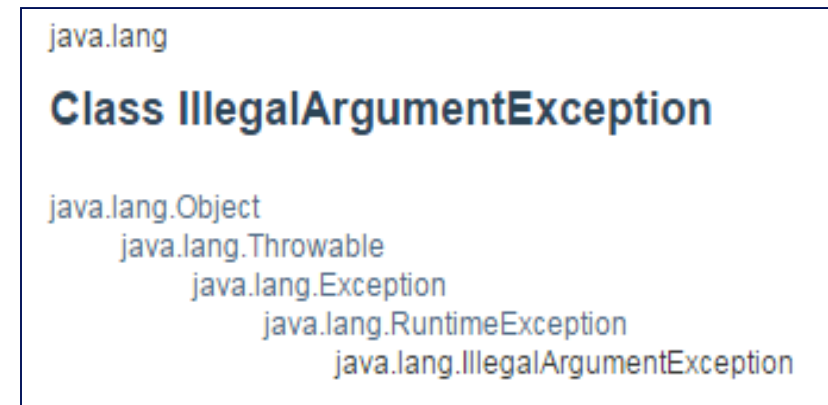 java.lang
Class IllegalArgumentException
java.lang.Object
java.lang.Throwable
java.lang.Exception
java.lang.RuntimeException
java.lang.IllegalArgumentException